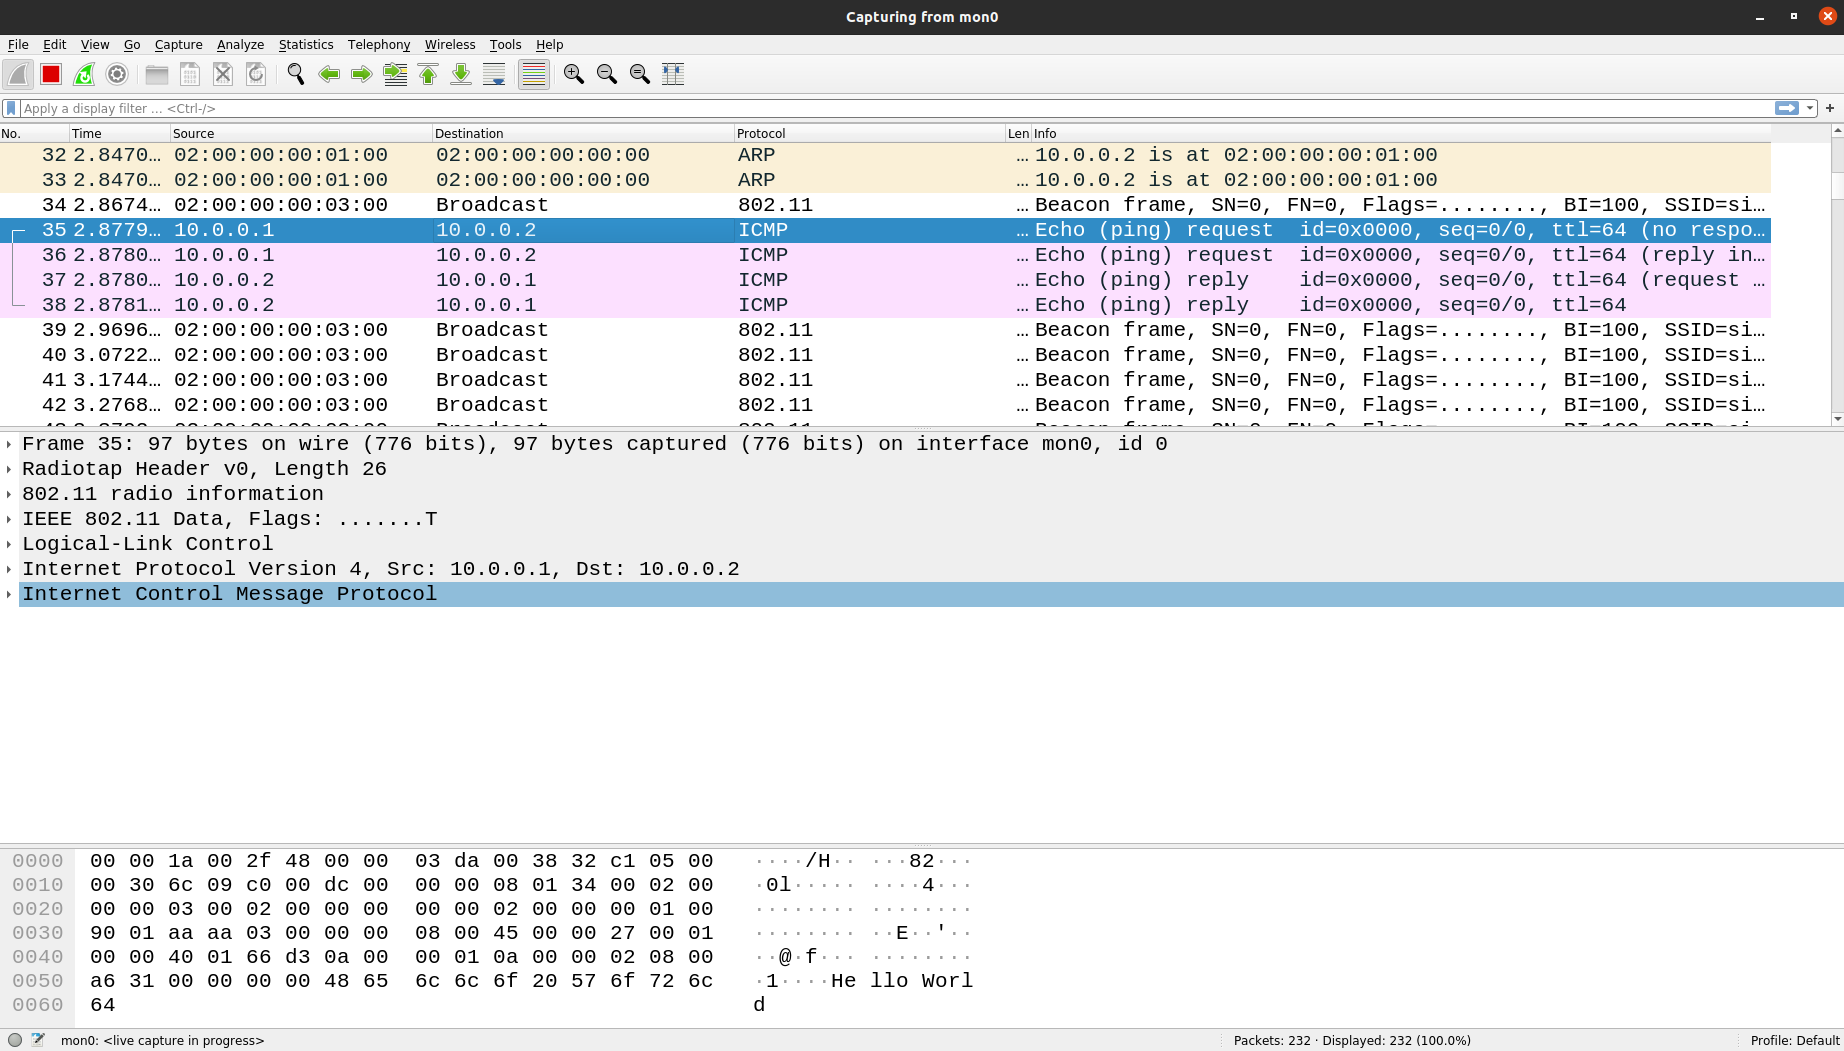 Capturing from mon0
File Edit View Go Capture Analyze Statistics Telephony Wireless Tools Help
Apply a display filter … <Ctrl-/>
No. Time Source Destination Protocol Len Info
32 2.8470… 02:00:00:00:01:00 02:00:00:00:00:00 ARP … 10.0.0.2 is at 02:00:00:00:01:00
33 2.8470… 02:00:00:00:01:00 02:00:00:00:00:00 ARP … 10.0.0.2 is at 02:00:00:00:01:00
34 2.8674… 02:00:00:00:03:00 Broadcast 802.11 … Beacon frame, SN=0, FN=0, Flags=........, BI=100, SSID=si…
35 2.8779… 10.0.0.1 10.0.0.2 ICMP … Echo (ping) request id=0x0000, seq=0/0, ttl=64 (no respo…
36 2.8780… 10.0.0.1 10.0.0.2 ICMP … Echo (ping) request id=0x0000, seq=0/0, ttl=64 (reply in…
37 2.8780… 10.0.0.2 10.0.0.1 ICMP … Echo (ping) reply id=0x0000, seq=0/0, ttl=64 (request …
38 2.8781… 10.0.0.2 10.0.0.1 ICMP … Echo (ping) reply id=0x0000, seq=0/0, ttl=64
39 2.9696… 02:00:00:00:03:00 Broadcast 802.11 … Beacon frame, SN=0, FN=0, Flags=........, BI=100, SSID=si…
40 3.0722… 02:00:00:00:03:00 Broadcast 802.11 … Beacon frame, SN=0, FN=0, Flags=........, BI=100, SSID=si…
41 3.1744… 02:00:00:00:03:00 Broadcast 802.11 … Beacon frame, SN=0, FN=0, Flags=........, BI=100, SSID=si…
42 3.2768… 02:00:00:00:03:00 Broadcast 802.11 … Beacon frame, SN=0, FN=0, Flags=........, BI=100, SSID=si…
Frame 35: 97 bytes on wire (776 bits), 97 bytes captured (776 bits) on interface mon0, id 0
Radiotap Header v0, Length 26
802.11 radio information
IEEE 802.11 Data, Flags: .......T
Logical-Link Control
Internet Protocol Version 4, Src: 10.0.0.1, Dst: 10.0.0.2
Internet Control Message Protocol
0000 00 00 1a 00 2f 48 00 00 03 da 00 38 32 c1 05 00 ····/H·· ···82···
0010 00 30 6c 09 c0 00 dc 00 00 00 08 01 34 00 02 00 ·0l····· ····4···
0020 00 00 03 00 02 00 00 00 00 00 02 00 00 00 01 00 ········ ········
0030 90 01 aa aa 03 00 00 00 08 00 45 00 00 27 00 01 ········ ··E··'··
0040 00 00 40 01 66 d3 0a 00 00 01 0a 00 00 02 08 00 ··@·f··· ········
0050 a6 31 00 00 00 00 48 65 6c 6c 6f 20 57 6f 72 6c ·1····He llo Worl
0060 64 d
mon0: <live capture in progress> Packets: 232 · Displayed: 232 (100.0%) Profile: Default